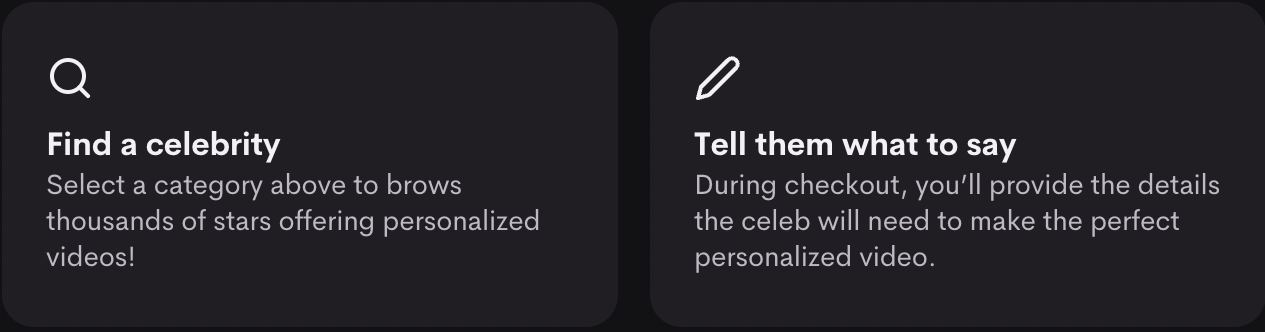 Find a celebrity
Select a category above to brows
thousands of stars offering personalized
videos!
Tell them what to say
During checkout, you’ll provide the details
the celeb will need to make the perfect
personalized video.